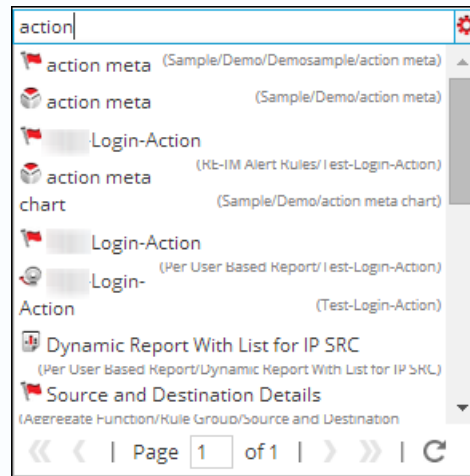 action
action meta (Sample/Demo/Demosample/action meta)
action meta (Sample/Demo/action meta)
-Login-Action
(RE-IM Alert Rules/Test-Login-Action)
action meta
chart (Sample/Demo/action meta chart)
Login-Action
(Per User Based Report/Test-Login-Action)
-Login-
Action (Test-Login-Action)
Dynamic Report With List for IP SRC
(Per User Based Report/Dynamic Report With List for IP SRC)
Source and Destination Details
(Aggregate Function/Rule Group/Source and Destination
| Page 1 of 1 |